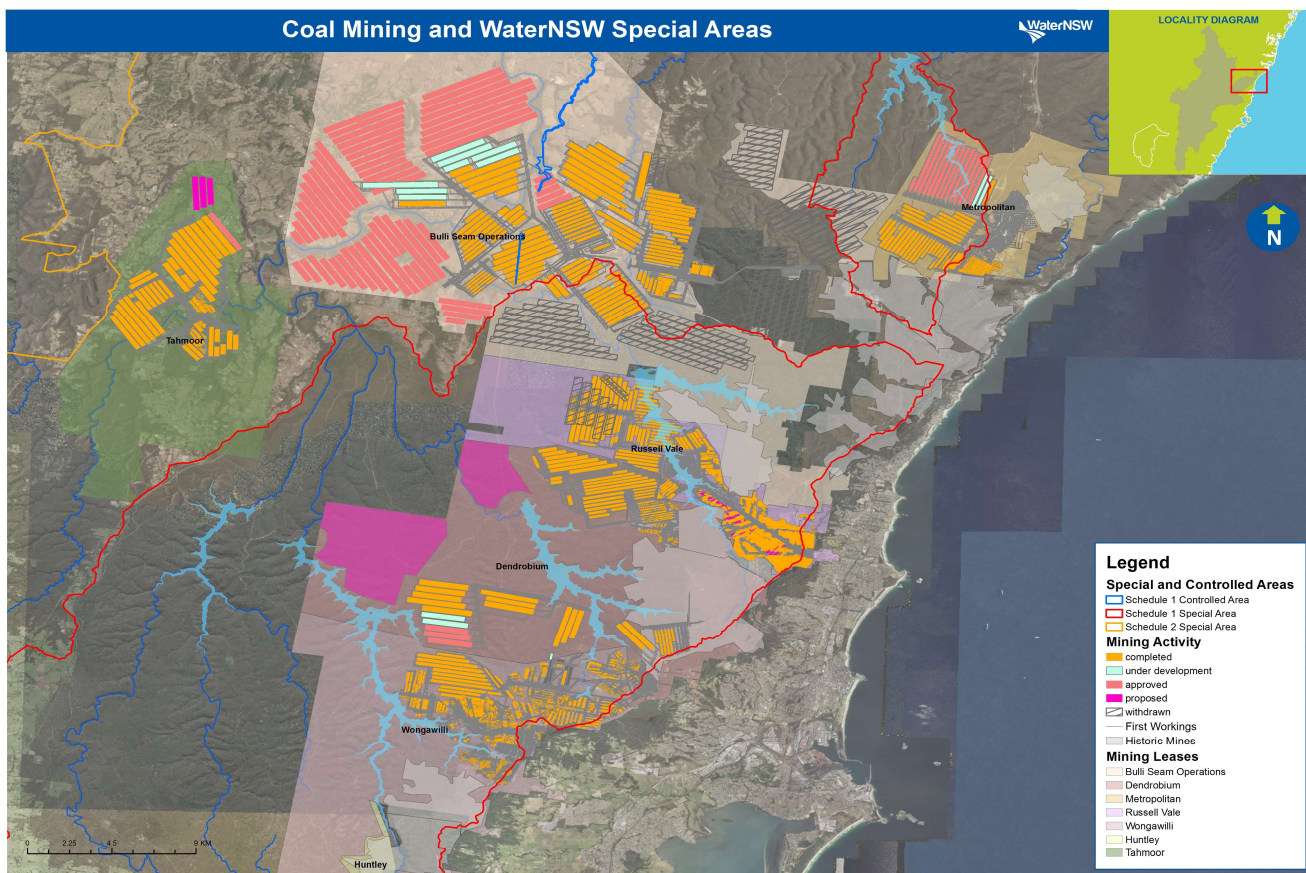 Coal Mining and WaterNSW Special Areas
WaterNSW
LOCALITY DIAGRAM
N
Metropolitan
Bulli Seam Operations
Tahmoor
Russell Vale
Dendrobium
Wongawilli
Huntley
0 2.25 4.5 9 KM
Legend
Special and Controlled Areas
Schedule 1 Controlled Area
Schedule 1 Special Area
Schedule 2 Special Area
Mining Activity
completed
under development
approved
proposed
withdrawn
First Workings
Historic Mines
Mining Leases
Bulli Seam Operations
Dendrobium
Metropolitan
Russell Vale
Wongawilli
Huntley
Tahmoor